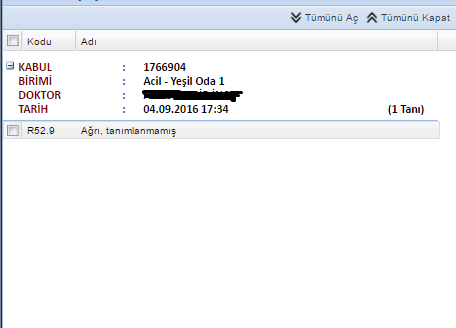 Tümünü Aç Tümünü Kapat
Kodu Adı
KABUL : 1766904
BİRİMİ : Acil - Yeşil Oda 1
DOKTOR :
TARİH : 04.09.2016 17:34 (1 Tanı)
R52.9 Ağrı, tanımlanmamış